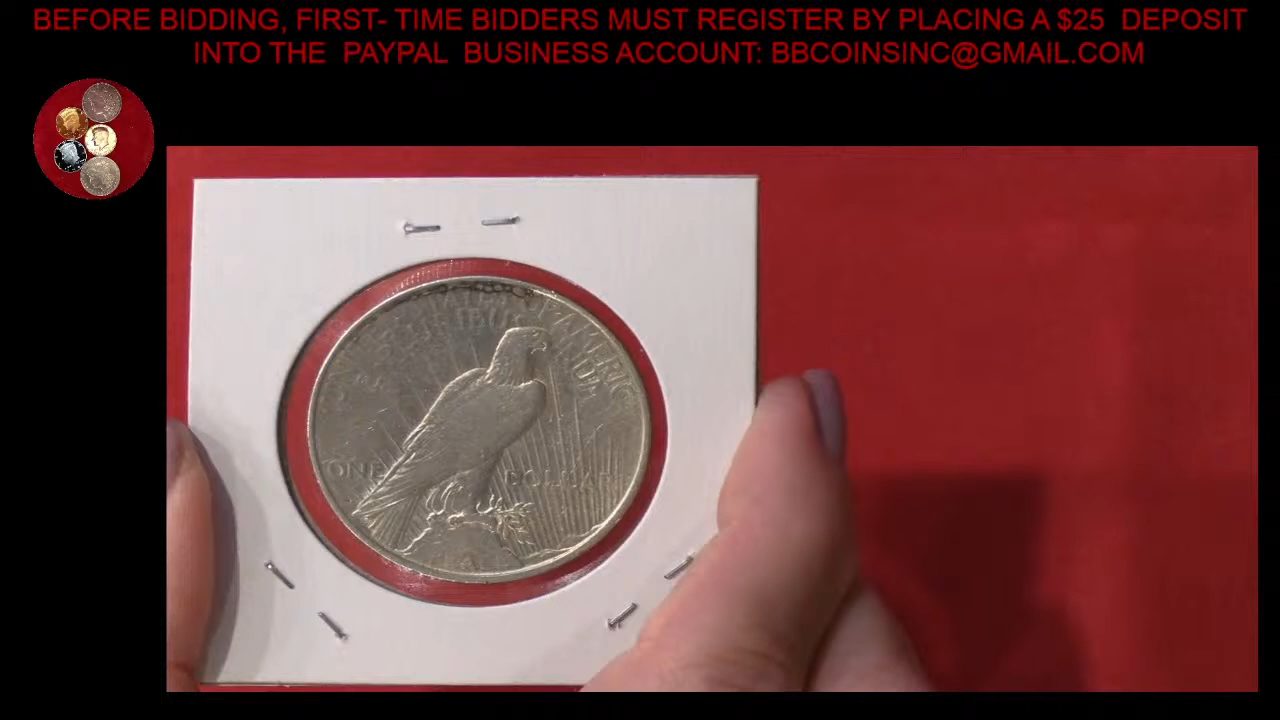 BEFORE BIDDING, FIRST- TIME BIDDERS MUST REGISTER BY PLACING A $25 DEPOSIT
INTO THE PAYPAL BUSINESS ACCOUNT: BBCOINSINC@GMAIL.COM
ONE DOLLAR